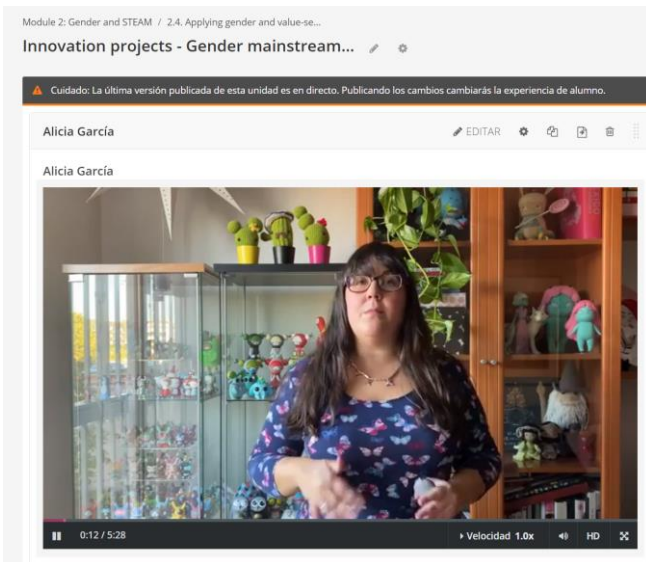 Module 2: Gender and STEAM / 2.4. Applying gender and value-se...
Innovation projects - Gender mainstream...
Cuidado: La última versión publicada de esta unidad es en directo. Publicando los cambios cambiarás la experiencia de alumno.
Alicia García
EDITAR
Alicia García
0:12 / 5:28
Velocidad 1.0x
HD